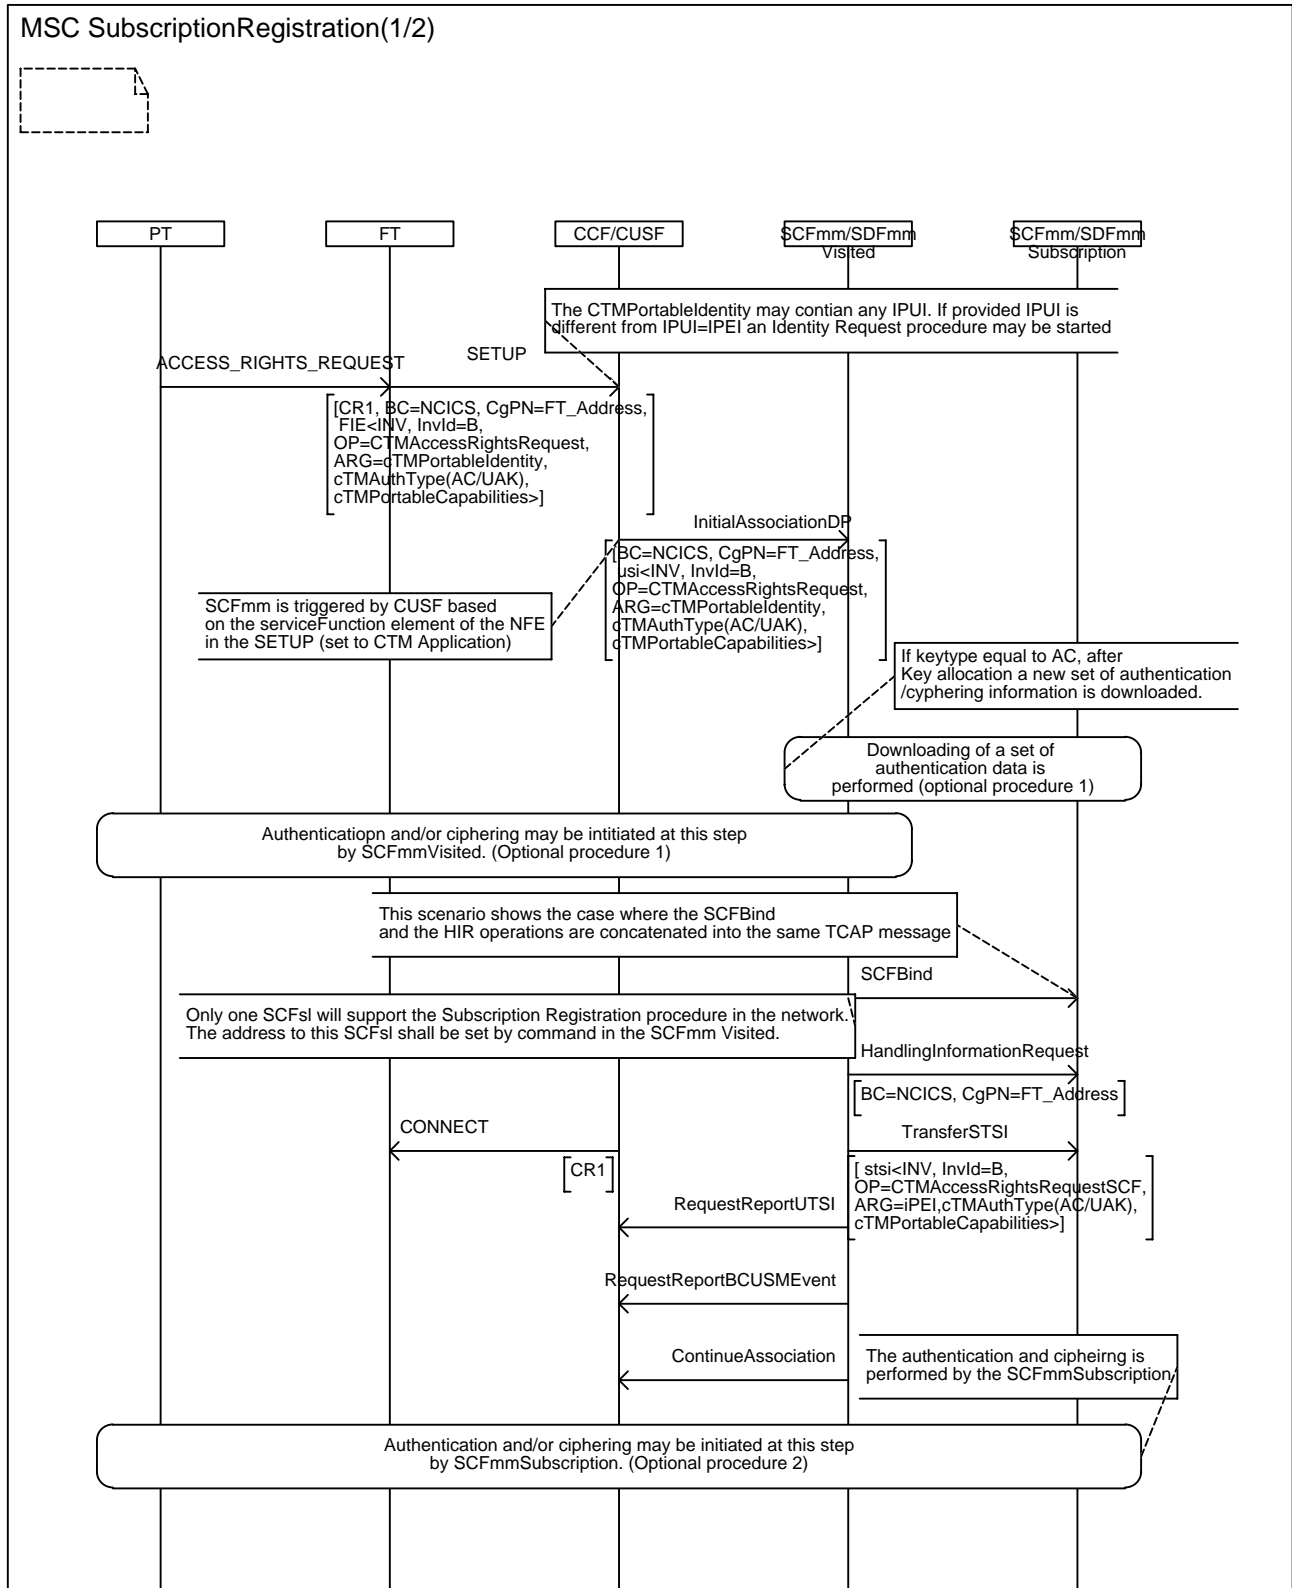 MSC SubscriptionRegistration(1/2)
PT
FT
CCF/CUSF
SCFmm/SDFmm
Visited
SCFmm/SDFmm
Subscription
The CTMPortableIdentity may contian any IPUI. If provided IPUI is
different from IPUI=IPEI an Identity Request procedure may be started
ACCESS_RIGHTS_REQUEST
SETUP
[CR1, BC=NCICS, CgPN=FT_Address,
FIE<INV, InvId=B,
OP=CTMAccessRightsRequest,
ARG=cTMPortableIdentity,
cTMAuthType(AC/UAK),
cTMPortableCapabilities>]
InitialAssociationDP
[BC=NCICS, CgPN=FT_Address,
usi<INV, InvId=B,
OP=CTMAccessRightsRequest,
ARG=cTMPortableIdentity,
cTMAuthType(AC/UAK),
cTMPortableCapabilities>]
SCFmm is triggered by CUSF based
on the serviceFunction element of the NFE
in the SETUP (set to CTM Application)
If keytype equal to AC, after
Key allocation a new set of authentication
/cyphering information is downloaded.
Downloading of a set of
authentication data is
performed (optional procedure 1)
Authenticatiopn and/or ciphering may be intitiated at this step
by SCFmmVisited. (Optional procedure 1)
This scenario shows the case where the SCFBind
and the HIR operations are concatenated into the same TCAP message
SCFBind
Only one SCFsl will support the Subscription Registration procedure in the network.
The address to this SCFsl shall be set by command in the SCFmm Visited.
HandlingInformationRequest
BC=NCICS, CgPN=FT_Address
CONNECT
CR1
TransferSTSI
[ stsi<INV, InvId=B,
OP=CTMAccessRightsRequestSCF,
ARG=iPEI,cTMAuthType(AC/UAK),
cTMPortableCapabilities>]
RequestReportUTSI
RequestReportBCUSMEvent
ContinueAssociation
The authentication and cipheirng is
performed by the SCFmmSubscription
Authentication and/or ciphering may be initiated at this step
by SCFmmSubscription. (Optional procedure 2)